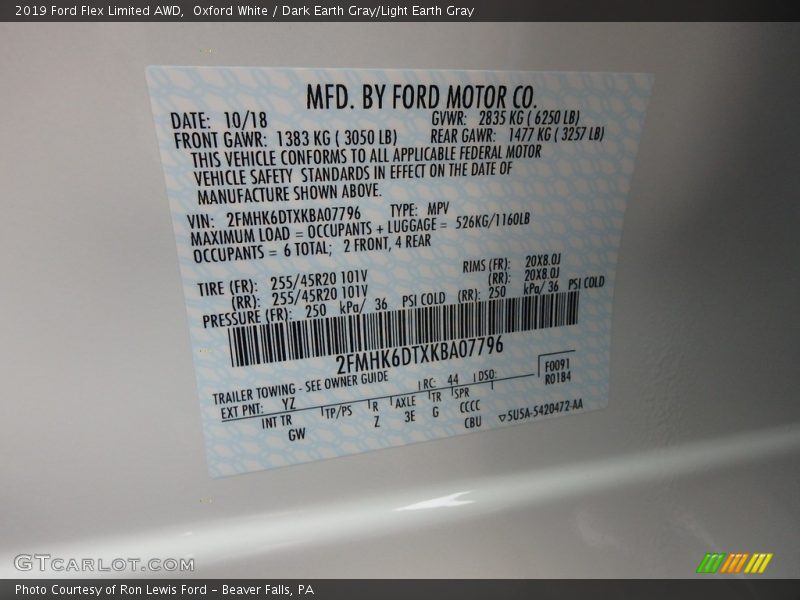 2019 Ford Flex Limited AWD,  Oxford White / Dark Earth Gray/Light Earth Gray
MFD. BY FORD MOTOR CO.
DATE: 10/18 GVWR: 2835 KG ( 6250 LB)
FRONT GAWR: 1383 KG ( 3050 LB) REAR GAWR: 1477 KG ( 3257 LB)
THIS VEHICLE CONFORMS TO ALL APPLICABLE FEDERAL MOTOR
VEHICLE SAFETY STANDARDS IN EFFECT ON THE DATE OF
MANUFACTURE SHOWN ABOVE.
VIN: 2FMHK6DTXKBA07796 TYPE: MPV
MAXIMUM LOAD = OCCUPANTS + LUGGAGE = 526KG/1160LB
OCCUPANTS = 6 TOTAL; 2 FRONT, 4 REAR
TIRE (FR): 255/45R20 101V RIMS (FR): 20X8.0J
(RR): 255/45R20 101V (RR): 20X8.0J
PRESSURE (FR): 250 kPa/ 36 PSI COLD (RR): 250 kPa/ 36 PSI COLD
2FMHK6DTXKBA07796
TRAILER TOWING - SEE OWNER GUIDE
EXT PNT: YZ RC: 44 DSO: F0091
R0184
INT TR TP/PS R AXLE TR SPR
GW Z 3E G CCCC
CBU ▽5U5A-5420472-AA
GTCARLOT.COM
Photo Courtesy of Ron Lewis Ford - Beaver Falls, PA